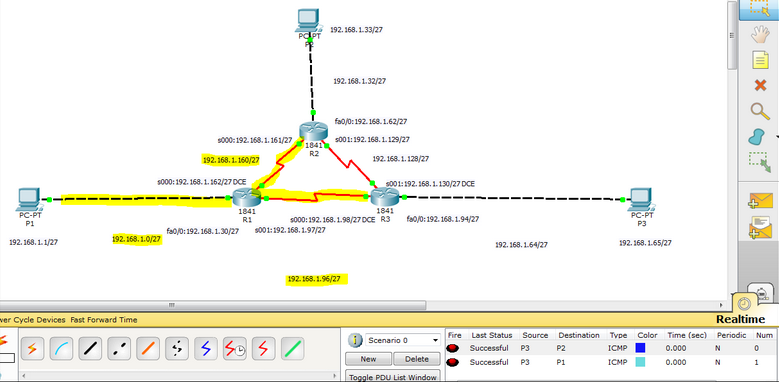 PC-PT
P2
192.168.1.33/27
192.168.1.32/27
fa0/0:192.168.1.62/27
s000:192.168.1.161/27
1841
R2
s001:192.168.1.129/27
192.168.1.160/27
192.168.1.128/27
s000:192.168.1.162/27 DCE
s001:192.168.1.130/27 DCE
PC-PT
P1
1841
R1
1841
R3
PC-PT
P3
s000:192.168.1.98/27 DCE
fa0/0:192.168.1.94/27
192.168.1.1/27
192.168.1.0/27
fa0/0:192.168.1.30/27
s001:192.168.1.97/27
192.168.1.64/27
192.168.1.65/27
192.168.1.96/27
wer Cycle Devices Fast Forward Time
Realtime
Scenario 0
New Delete
Toggle PDU List Window
Fire Last Status Source Destination Type Color Time (sec) Periodic Num
Successful P3 P2 ICMP 0.000 N 0
Successful P3 P1 ICMP 0.000 N 1